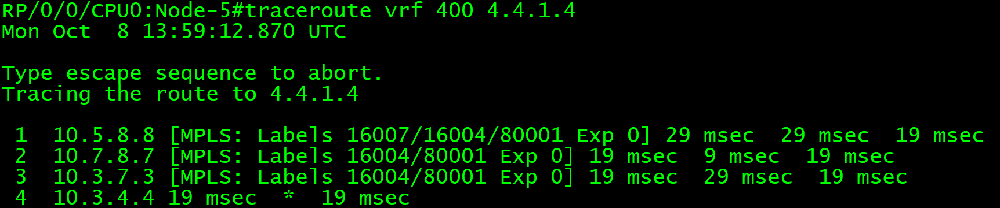 RP/0/0/CPU0:Node-5#traceroute vrf 400 4.4.1.4
Mon Oct  8 13:59:12.870 UTC
Type escape sequence to abort.
Tracing the route to 4.4.1.4
1  10.5.8.8 [MPLS: Labels 16007/16004/80001 Exp 0] 29 msec  29 msec  19 msec
2  10.7.8.7 [MPLS: Labels 16004/80001 Exp 0] 19 msec  9 msec  19 msec
3  10.3.7.3 [MPLS: Labels 16004/80001 Exp 0] 19 msec  29 msec  19 msec
4  10.3.4.4 19 msec  *  19 msec